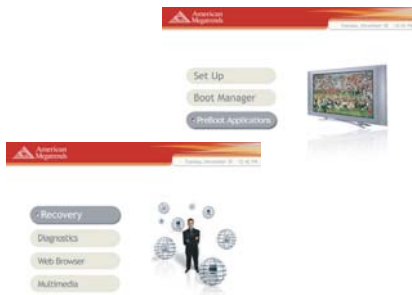 American
Megatrends
Set Up
Boot Manager
PreBoot Applications
American
Megatrends
Recovery
Diagnostics
Web Browser
Multimedia